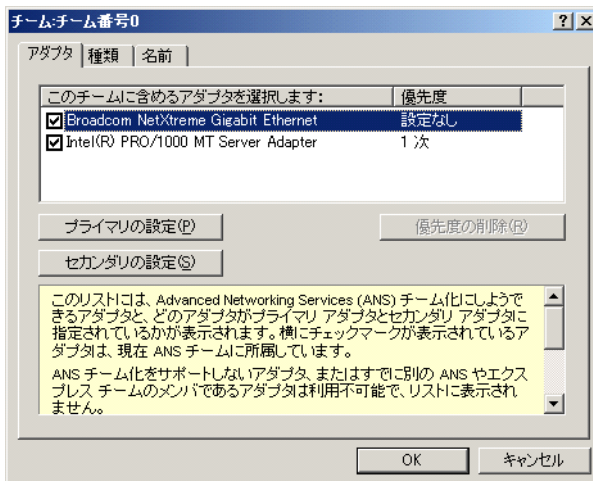 チーム:チーム番号0
アダプタ 種類 名前
このチームに含めるアダプタを選択します: 優先度
Broadcom NetXtreme Gigabit Ethernet 設定なし
Intel(R) PRO/1000 MT Server Adapter 1 次
プライマリの設定(P) 優先度の削除(R)
セカンダリの設定(S)
このリストには、Advanced Networking Services (ANS) チーム化にしようで
きるアダプタと、どのアダプタがプライマリ アダプタとセカンダリ アダプタに
指定されているかが表示されます。横にチェックマークが表示されているア
ダプタは、現在 ANS チームに所属しています。
ANS チーム化をサポートしないアダプタ、またはすでに別の ANS やエクス
プレス チームのメンバであるアダプタは利用不可能で、リストに表示され
ません。
OK キャンセル